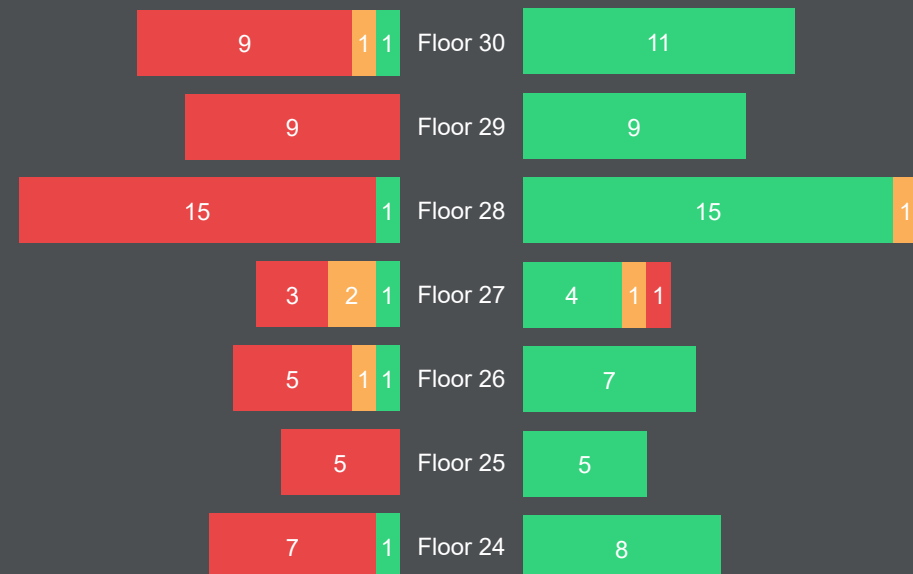 9 1 1 Floor 30 11
9 Floor 29 9
15 1 Floor 28 15 1
3 2 1 Floor 27 4 1 1
5 1 1 Floor 26 7
5 Floor 25 5
7 1 Floor 24 8